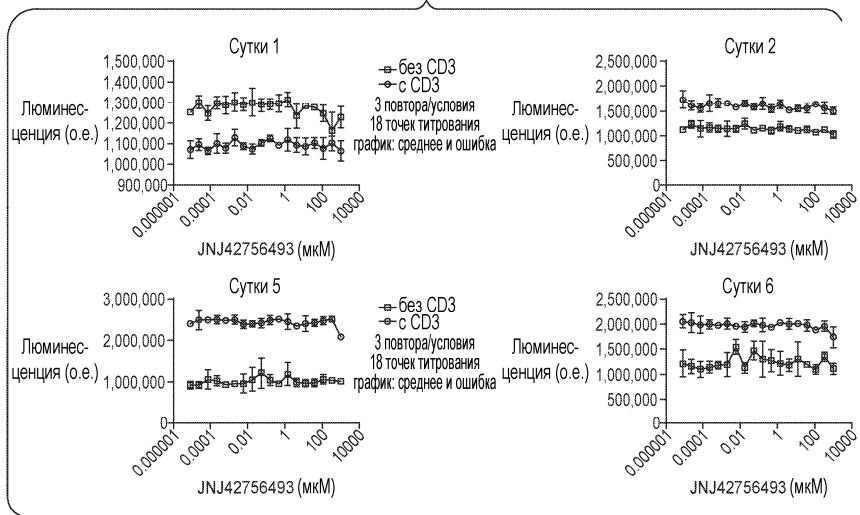 Сутки 1
1,500,000
1,400,000
1,300,000
1,200,000
1,100,000
1,000,000
900,000
Люминес-
ценция (о.е.)
0.000001
0.0001
0.01
1
100
10000
JNJ42756493 (мкМ)
без CD3
с CD3
3 повтора/условия
18 точек титрования
график: среднее и ошибка
Сутки 2
2,500,000
2,000,000
1,500,000
1,000,000
500,000
0
Люминес-
ценция (о.е.)
0.000001
0.0001
0.01
1
100
10000
JNJ42756493 (мкМ)
Сутки 5
3,000,000
2,000,000
1,000,000
0
Люминес-
ценция (о.е.)
0.000001
0.0001
0.01
1
100
10000
JNJ42756493 (мкМ)
без CD3
с CD3
3 повтора/условия
18 точек титрования
график: среднее и ошибка
Сутки 6
2,500,000
2,000,000
1,500,000
1,000,000
500,000
0
Люминес-
ценция (о.е.)
0.000001
0.0001
0.01
1
100
10000
JNJ42756493 (мкМ)